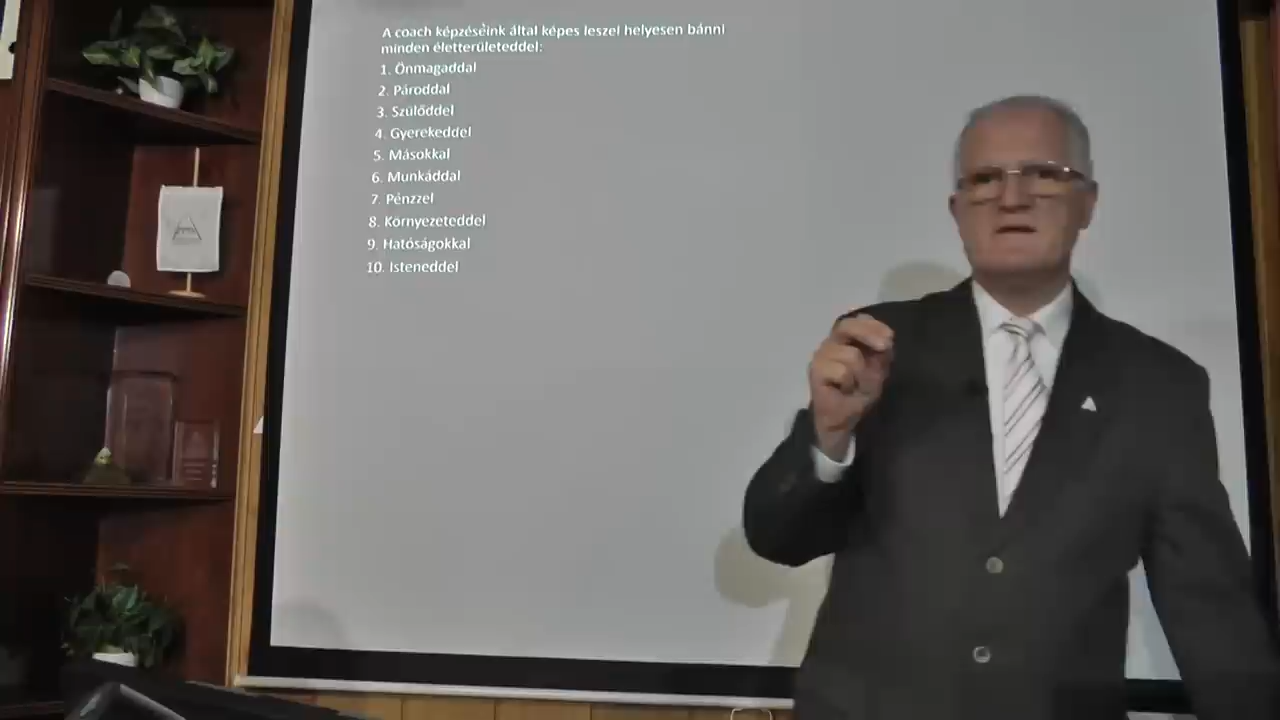 A coach képzéseink által képes leszel helyesen bánni
minden életterületeddel:
1. Önmagaddal
2. Pároddal
3. Szülőddel
4. Gyerekeddel
5. Másokkal
6. Munkáddal
7. Pénzzel
8. Környezeteddel
9. Hatóságokkal
10. Isteneddel